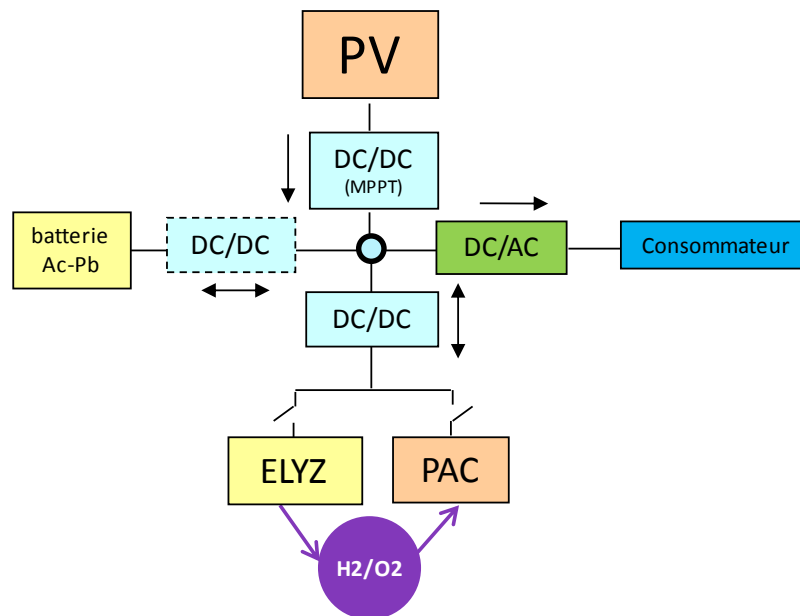 PV
DC/DC
(MPPT)
batterie
Ac-Pb
DC/DC
DC/AC
Consommateur
DC/DC
ELYZ
PAC
H2/O2